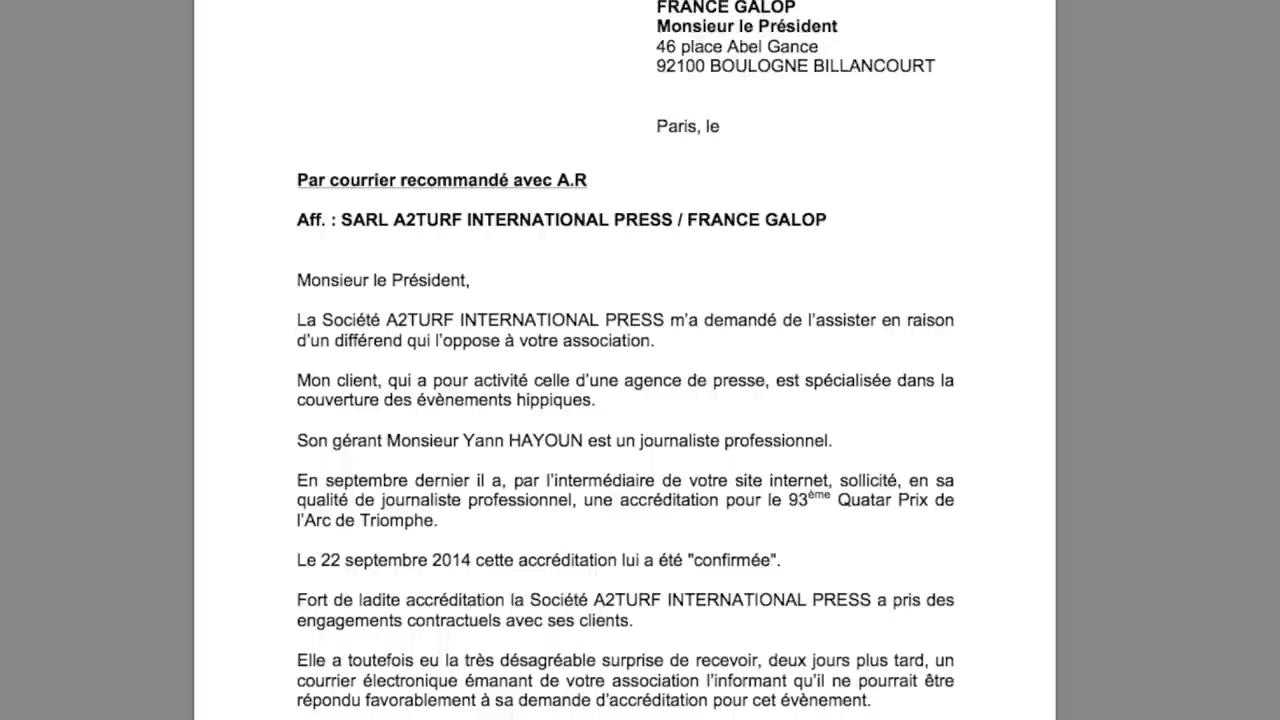 FRANCE GALOP
Monsieur le Président
46 place Abel Gance
92100 BOULOGNE BILLANCOURT
Paris, le
Par courrier recommandé avec A.R
Aff. : SARL A2TURF INTERNATIONAL PRESS / FRANCE GALOP
Monsieur le Président,
La Société A2TURF INTERNATIONAL PRESS m’a demandé de l’assister en raison
d’un différend qui l’oppose à votre association.
Mon client, qui a pour activité celle d’une agence de presse, est spécialisée dans la
couverture des évènements hippiques.
Son gérant Monsieur Yann HAYOUN est un journaliste professionnel.
En septembre dernier il a, par l’intermédiaire de votre site internet, sollicité, en sa
qualité de journaliste professionnel, une accréditation pour le 93ème Quatar Prix de
l’Arc de Triomphe.
Le 22 septembre 2014 cette accréditation lui a été "confirmée".
Fort de ladite accréditation la Société A2TURF INTERNATIONAL PRESS a pris des
engagements contractuels avec ses clients.
Elle a toutefois eu la très désagréable surprise de recevoir, deux jours plus tard, un
courrier électronique émanant de votre association l’informant qu’il ne pourrait être
répondu favorablement à sa demande d’accréditation pour cet évènement.